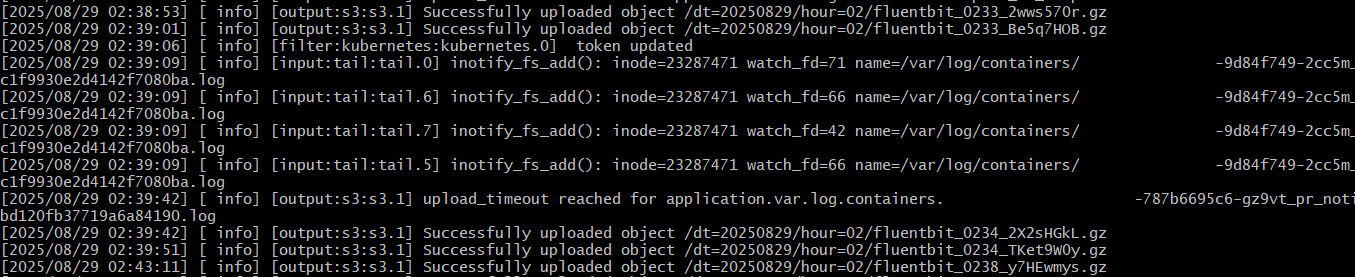 [2025/08/29 02:38:53] [ info] [output:s3:s3.1] Successfully uploaded object /dt=20250829/hour=02/fluentbit_0233_2wws57Or.gz
[2025/08/29 02:39:01] [ info] [output:s3:s3.1] Successfully uploaded object /dt=20250829/hour=02/fluentbit_0233_Be5q7HOB.gz
[2025/08/29 02:39:06] [ info] [filter:kubernetes:kubernetes.0]  token updated
[2025/08/29 02:39:09] [ info] [input:tail:tail.0] inotify_fs_add(): inode=23287471 watch_fd=71 name=/var/log/containers/ -9d84f749-2cc5m_
c1f9930e2d4142f7080ba.log
[2025/08/29 02:39:09] [ info] [input:tail:tail.6] inotify_fs_add(): inode=23287471 watch_fd=66 name=/var/log/containers/ -9d84f749-2cc5m_
c1f9930e2d4142f7080ba.log
[2025/08/29 02:39:09] [ info] [input:tail:tail.7] inotify_fs_add(): inode=23287471 watch_fd=42 name=/var/log/containers/ -9d84f749-2cc5m_
c1f9930e2d4142f7080ba.log
[2025/08/29 02:39:09] [ info] [input:tail:tail.5] inotify_fs_add(): inode=23287471 watch_fd=66 name=/var/log/containers/ -9d84f749-2cc5m_
c1f9930e2d4142f7080ba.log
[2025/08/29 02:39:42] [ info] [output:s3:s3.1] upload_timeout reached for application.var.log.containers. -787b6695c6-gz9vt_pr_noti
bd120fb37719a6a84190.log
[2025/08/29 02:39:42] [ info] [output:s3:s3.1] Successfully uploaded object /dt=20250829/hour=02/fluentbit_0234_2X2sHGkL.gz
[2025/08/29 02:39:51] [ info] [output:s3:s3.1] Successfully uploaded object /dt=20250829/hour=02/fluentbit_0234_TKet9WOy.gz
[2025/08/29 02:43:11] [ info] [output:s3:s3.1] Successfully uploaded object /dt=20250829/hour=02/fluentbit_0238_y7HEwmys.gz